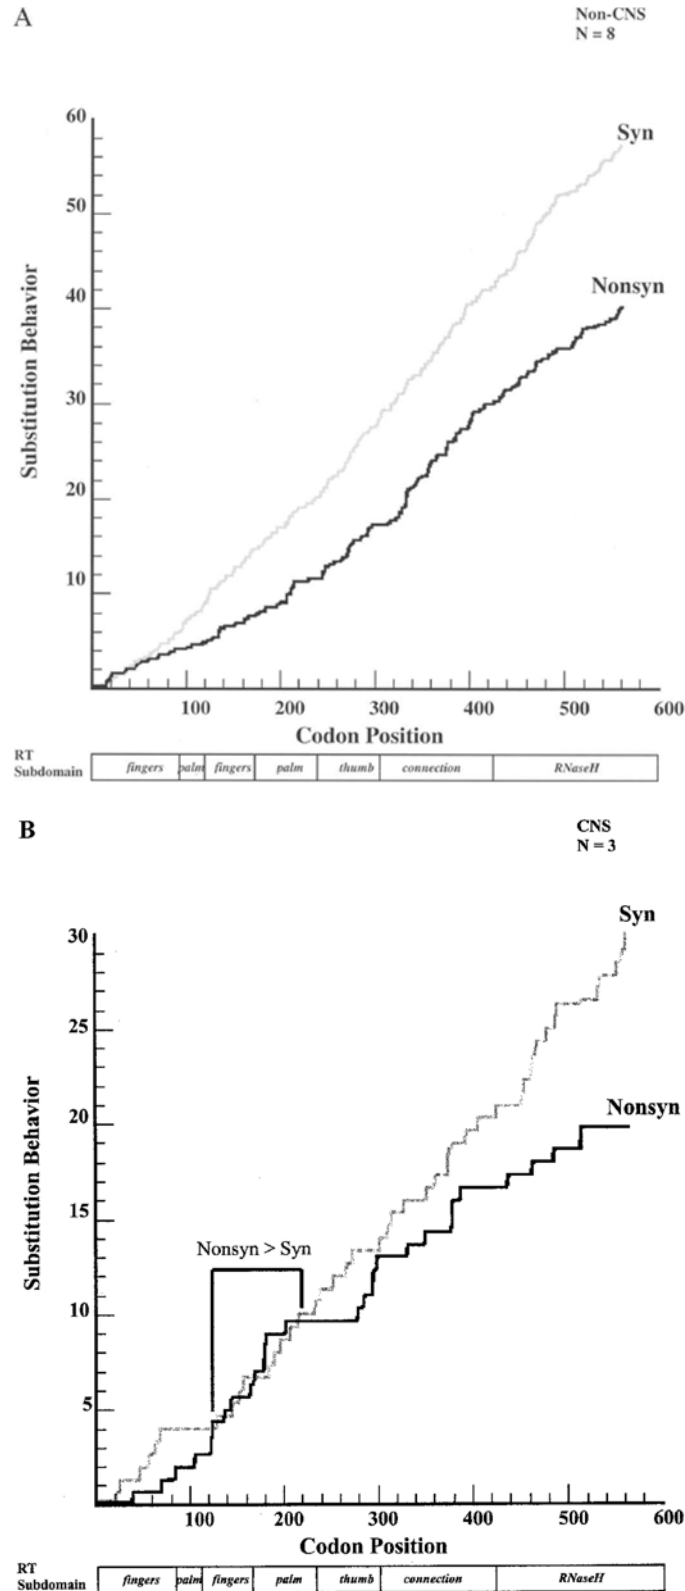 A
Non-CNS
N = 8
60
50
40
30
20
10
Substitution Behavior
Syn
Nonsyn
100 200 300 400 500 600
Codon Position
RT
Subdomain
fingers palm fingers palm thumb connection RNaseH
B
CNS
N = 3
30
25
20
15
10
5
Substitution Behavior
Syn
Nonsyn
Nonsyn > Syn
100 200 300 400 500 600
Codon Position
RT
Subdomain
fingers palm fingers palm thumb connection RNaseH